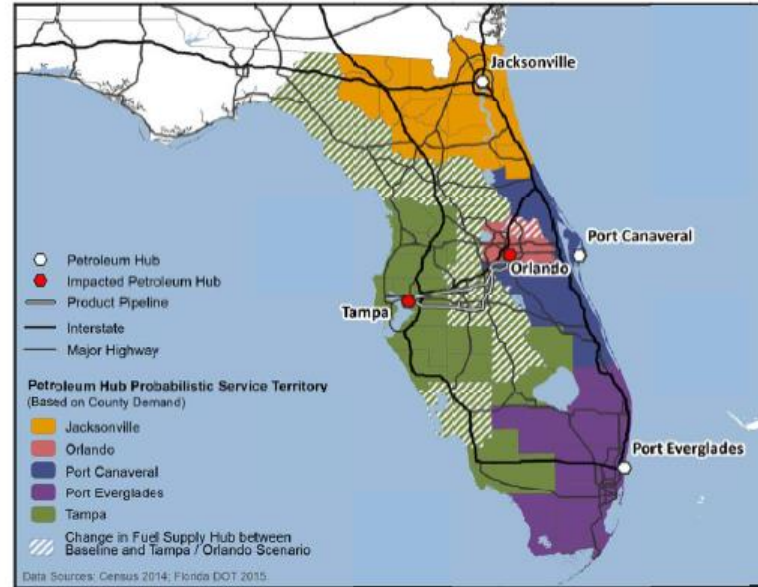 Jacksonville
Port Canaveral
Orlando
Tampa
Port Everglades
Petroleum Hub
Impacted Petroleum Hub
Product Pipeline
Interstate
Major Highway
Petroleum Hub Probabilistic Service Territory
(Based on County Demand)
Jacksonville
Orlando
Port Canaveral
Port Everglades
Tampa
Change in Fuel Supply Hub between
Baseline and Tampa / Orlando Scenario
Data Sources: Census 2014; Florida DOT 2015